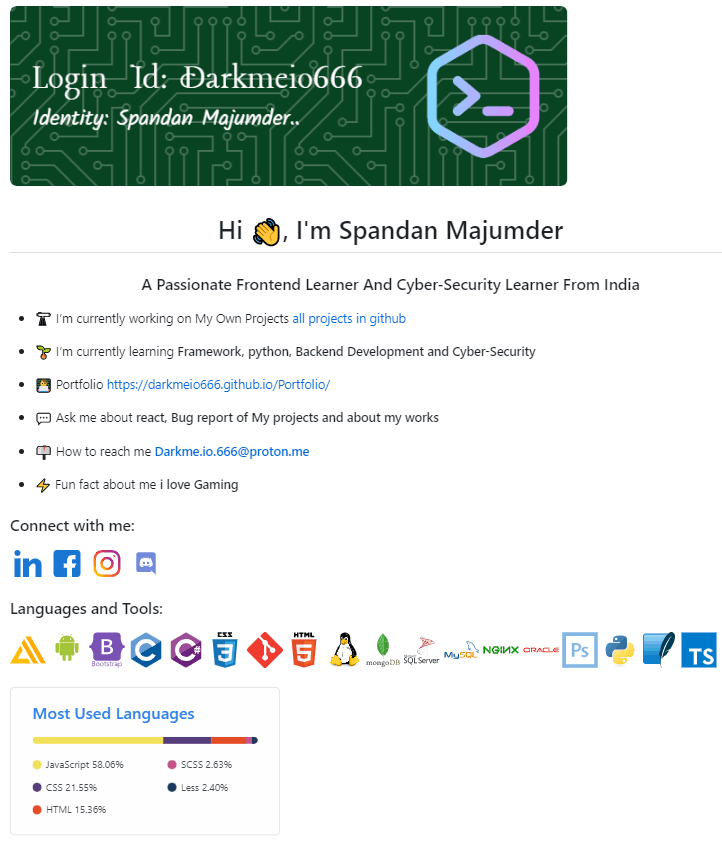 Login Id: Darkmeio666
Identity: Spandan Majumder..
Hi 👋, I'm Spandan Majumder
A Passionate Frontend Learner And Cyber-Security Learner From India
I'm currently working on My Own Projects all projects in github
I'm currently learning Framework, python, Backend Development and Cyber-Security
Portfolio https://darkmeio666.github.io/Portfolio/
Ask me about react, Bug report of My projects and about my works
How to reach me Darkme.io.666@proton.me
Fun fact about me i love Gaming
Connect with me:
in
Languages and Tools:
B Bootstrap C C# CSS 3 HTML 5 mongoDB SQL Server MySQL NGINX ORACLE Ps TS
Most Used Languages
JavaScript 58.06% SCSS 2.63%
CSS 21.55% Less 2.40%
HTML 15.36%